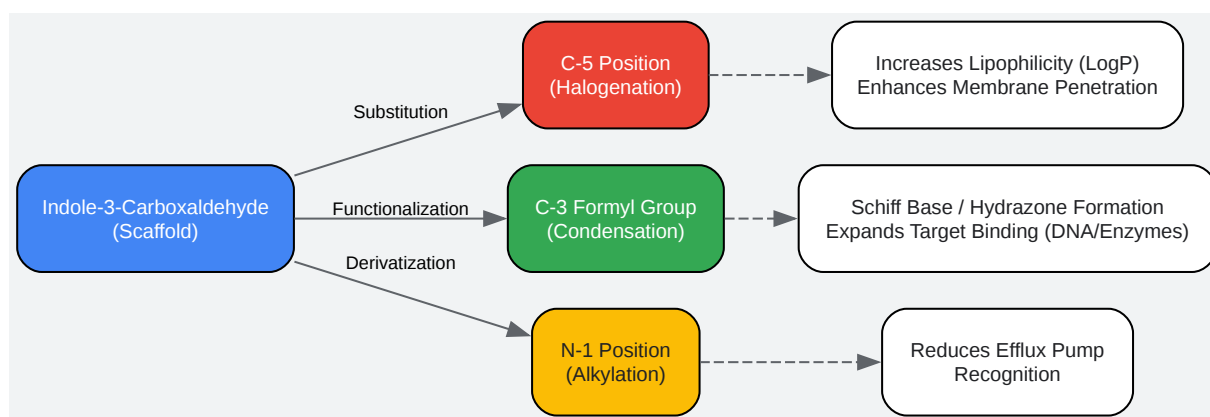 C-5 Position
(Halogenation)
Increases Lipophilicity (LogP)
Enhances Membrane Penetration
Substitution
Indole-3-Carboxaldehyde
(Scaffold)
Functionalization
C-3 Formyl Group
(Condensation)
Schiff Base / Hydrazone Formation
Expands Target Binding (DNA/Enzymes)
Derivatization
N-1 Position
(Alkylation)
Reduces Efflux Pump
Recognition